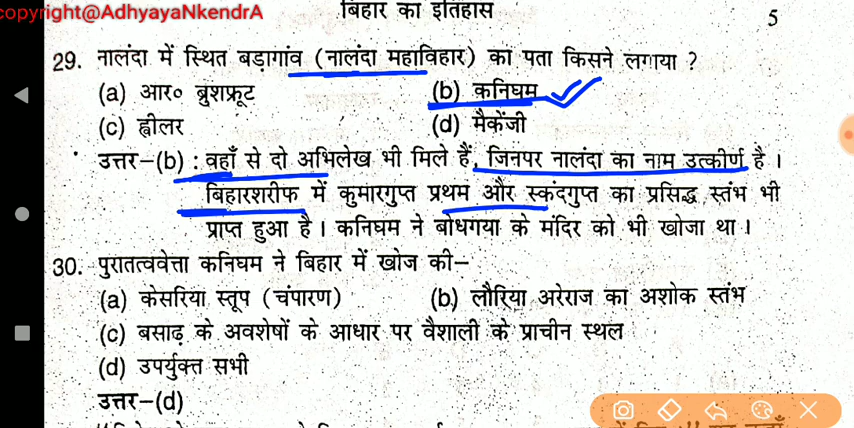 copyright@AdhyayaNkendrA
बिहार का इतिहास
5
29. नालंदा में स्थित बड़ागांव (नालंदा महाविहार) का पता किसने लगाया ?
(a) आर० ब्रुशफ्रूट (b) कनिघम
(c) ह्वीलर (d) मैकेंजी
उत्तर–(b) : वहाँ से दो अभिलेख भी मिले हैं, जिनपर नालंदा का नाम उत्कीर्ण है ।
बिहारशरीफ में कुमारगुप्त प्रथम और स्कंदगुप्त का प्रसिद्ध स्तंभ भी
प्राप्त हुआ है । कनिघम ने बोधगया के मंदिर को भी खोजा था ।
30. पुरातत्ववेत्ता कनिघम ने बिहार में खोज की–
(a) केसरिया स्तूप (चंपारण) (b) लौरिया अरेराज का अशोक स्तंभ
(c) बसाढ़ के अवशेषों के आधार पर वैशाली के प्राचीन स्थल
(d) उपर्युक्त सभी
उत्तर–(d)